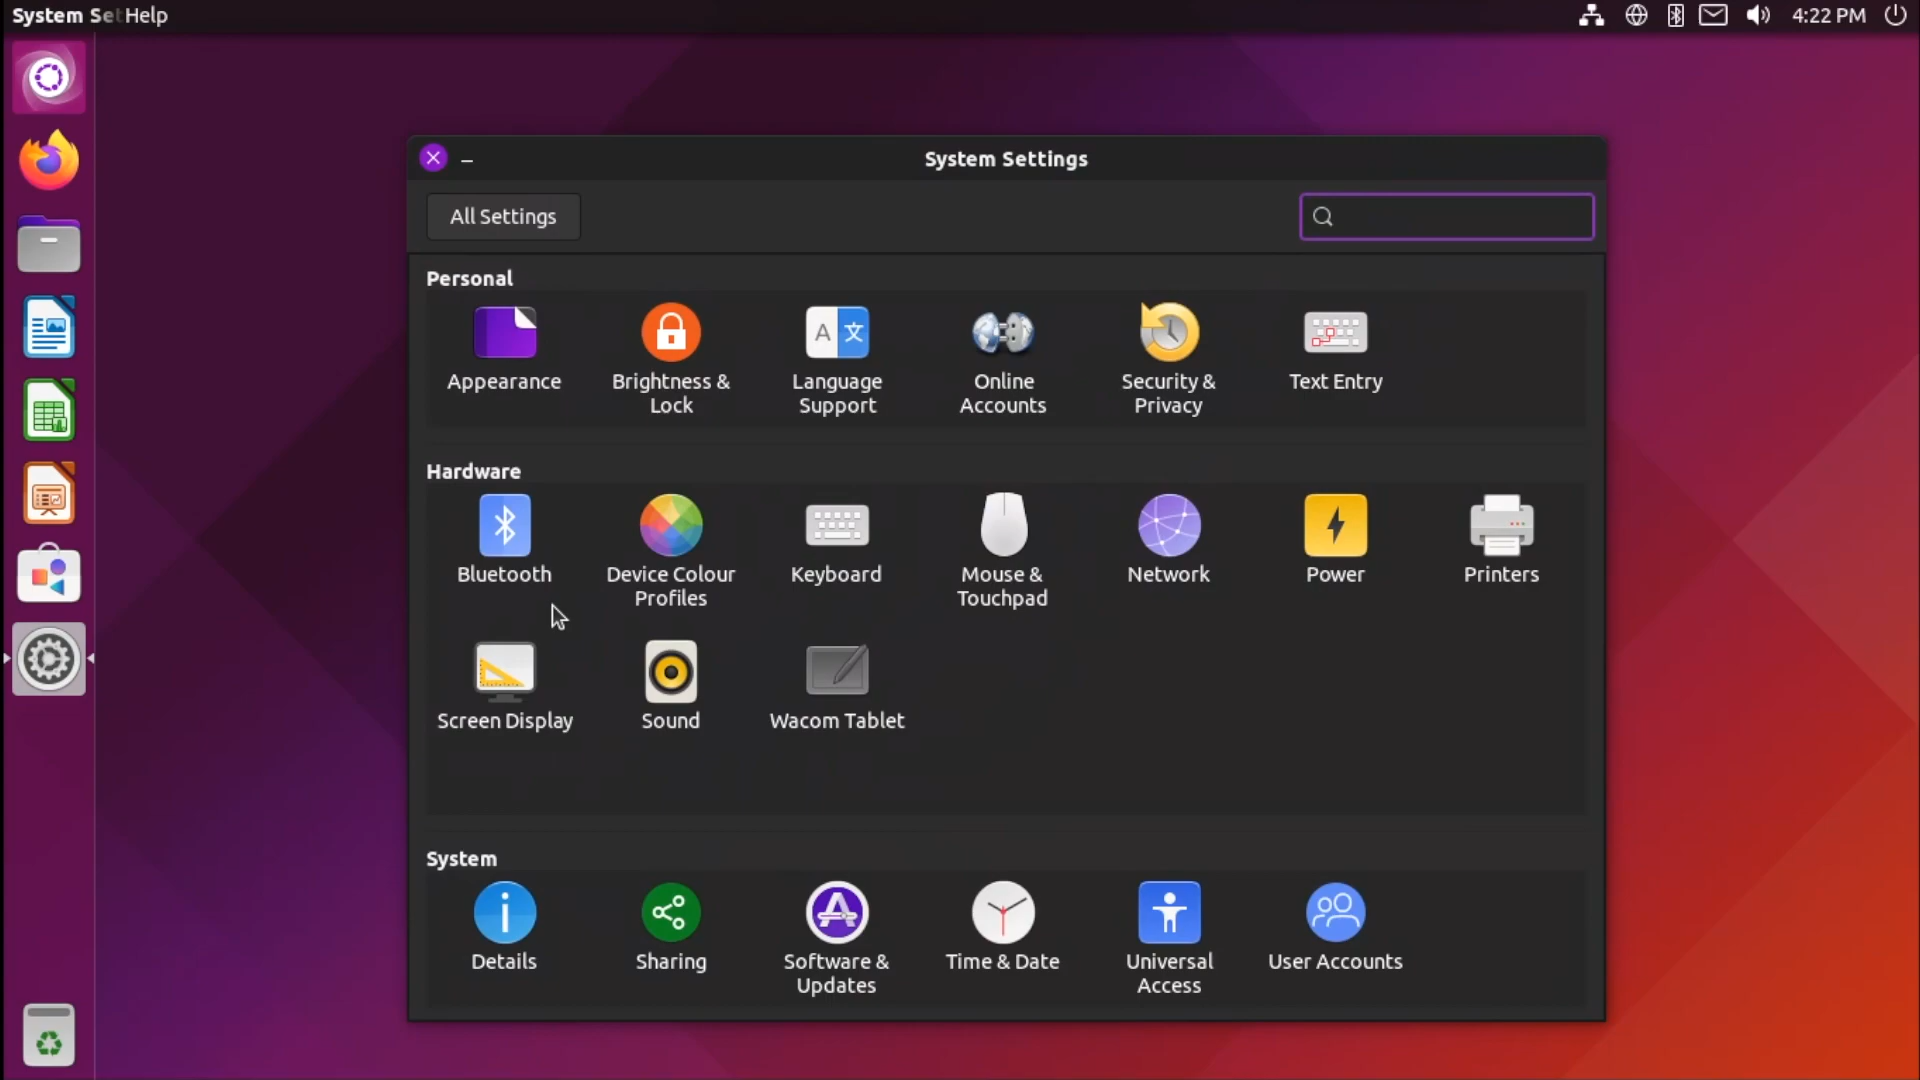 System Set Help
4:22 PM
System Settings
All Settings
Personal
Appearance
Brightness &
Lock
Language
Support
Online
Accounts
Security &
Privacy
Text Entry
Hardware
Bluetooth
Device Colour
Profiles
Keyboard
Mouse &
Touchpad
Network
Power
Printers
Screen Display
Sound
Wacom Tablet
System
Details
Sharing
Software &
Updates
Time & Date
Universal
Access
User Accounts